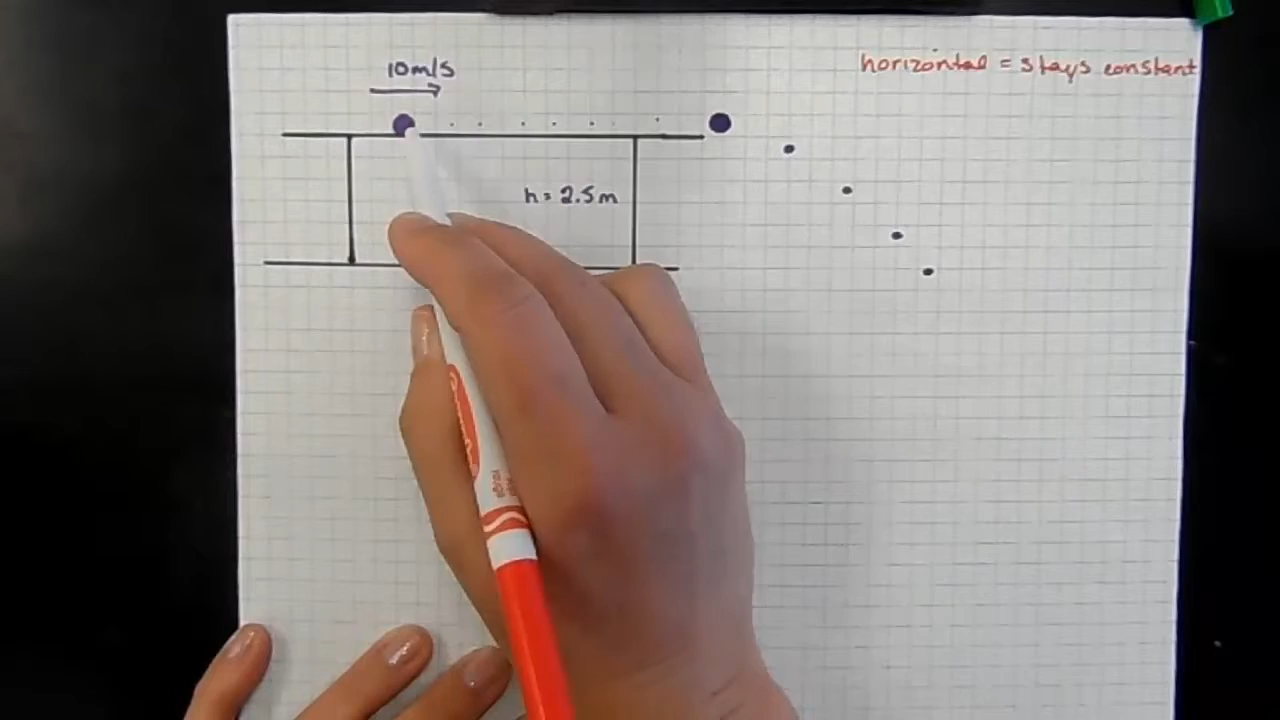 10m/s
horizontal = stays constant
h = 2.5m